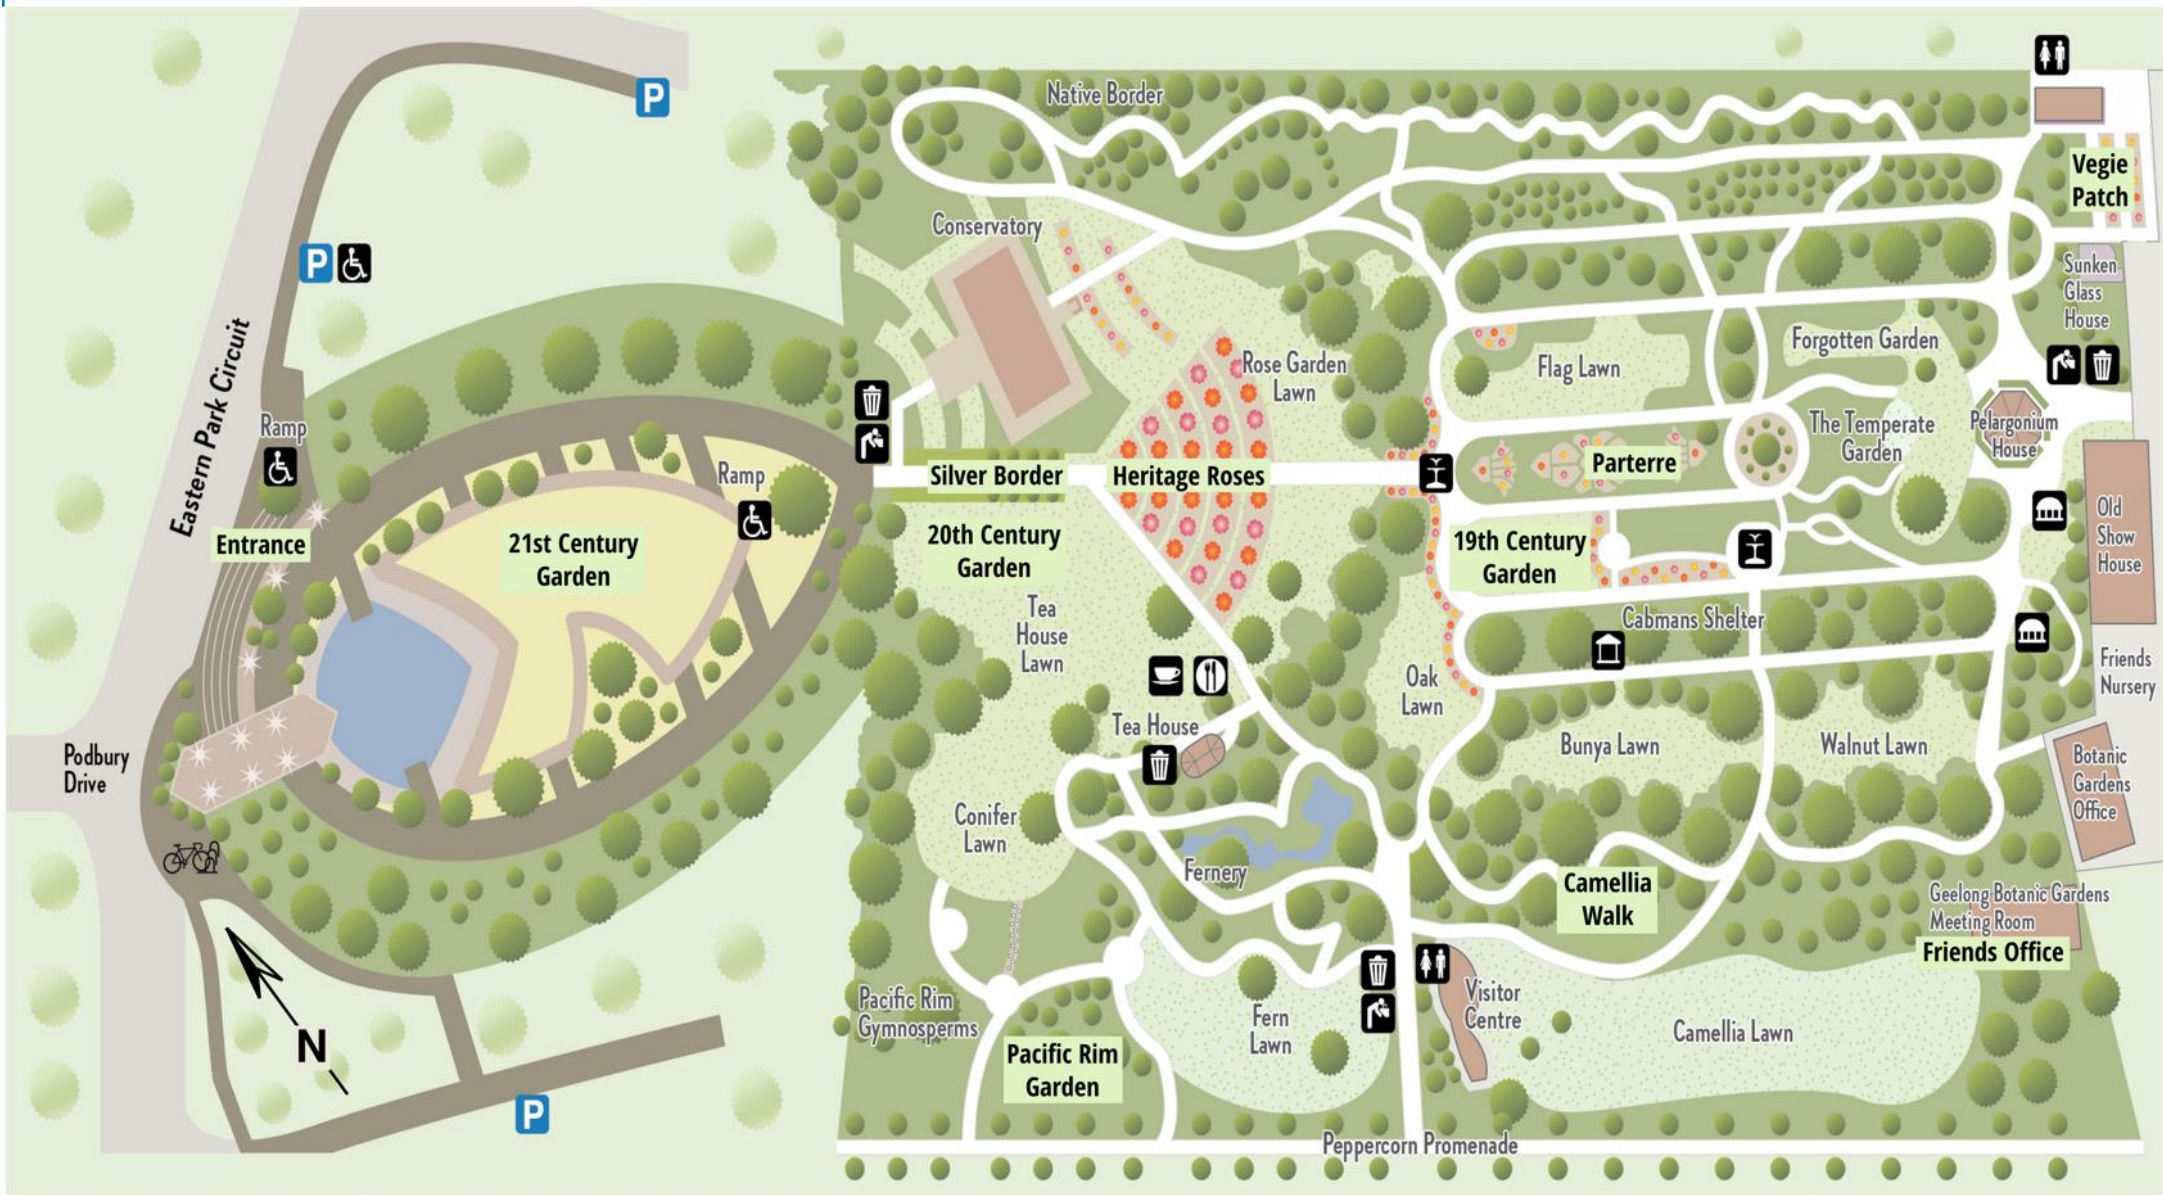 Native Border
P
Vegie
Patch
Conservatory
P
Sunken
Glass
House
Eastern Park Circuit
Forgotten Garden
Rose Garden
Lawn
Flag Lawn
Ramp
The Temperate
Garden
Pelargonium
House
Parterre
Silver Border
Heritage Roses
Ramp
Old
Show
House
Entrance
21st Century
Garden
20th Century
Garden
19th Century
Garden
Tea
House
Lawn
Cabmans Shelter
Friends
Nursery
Oak
Lawn
Tea House
Bunya Lawn
Walnut Lawn
Podbury
Drive
Botanic
Gardens
Office
Conifer
Lawn
Fernery
Camellia
Walk
Geelong Botanic Gardens
Meeting Room
Friends Office
Pacific Rim
Gymnosperms
Visitor
Centre
Fern
Lawn
Camellia Lawn
N
Pacific Rim
Garden
P
Peppercorn Promenade